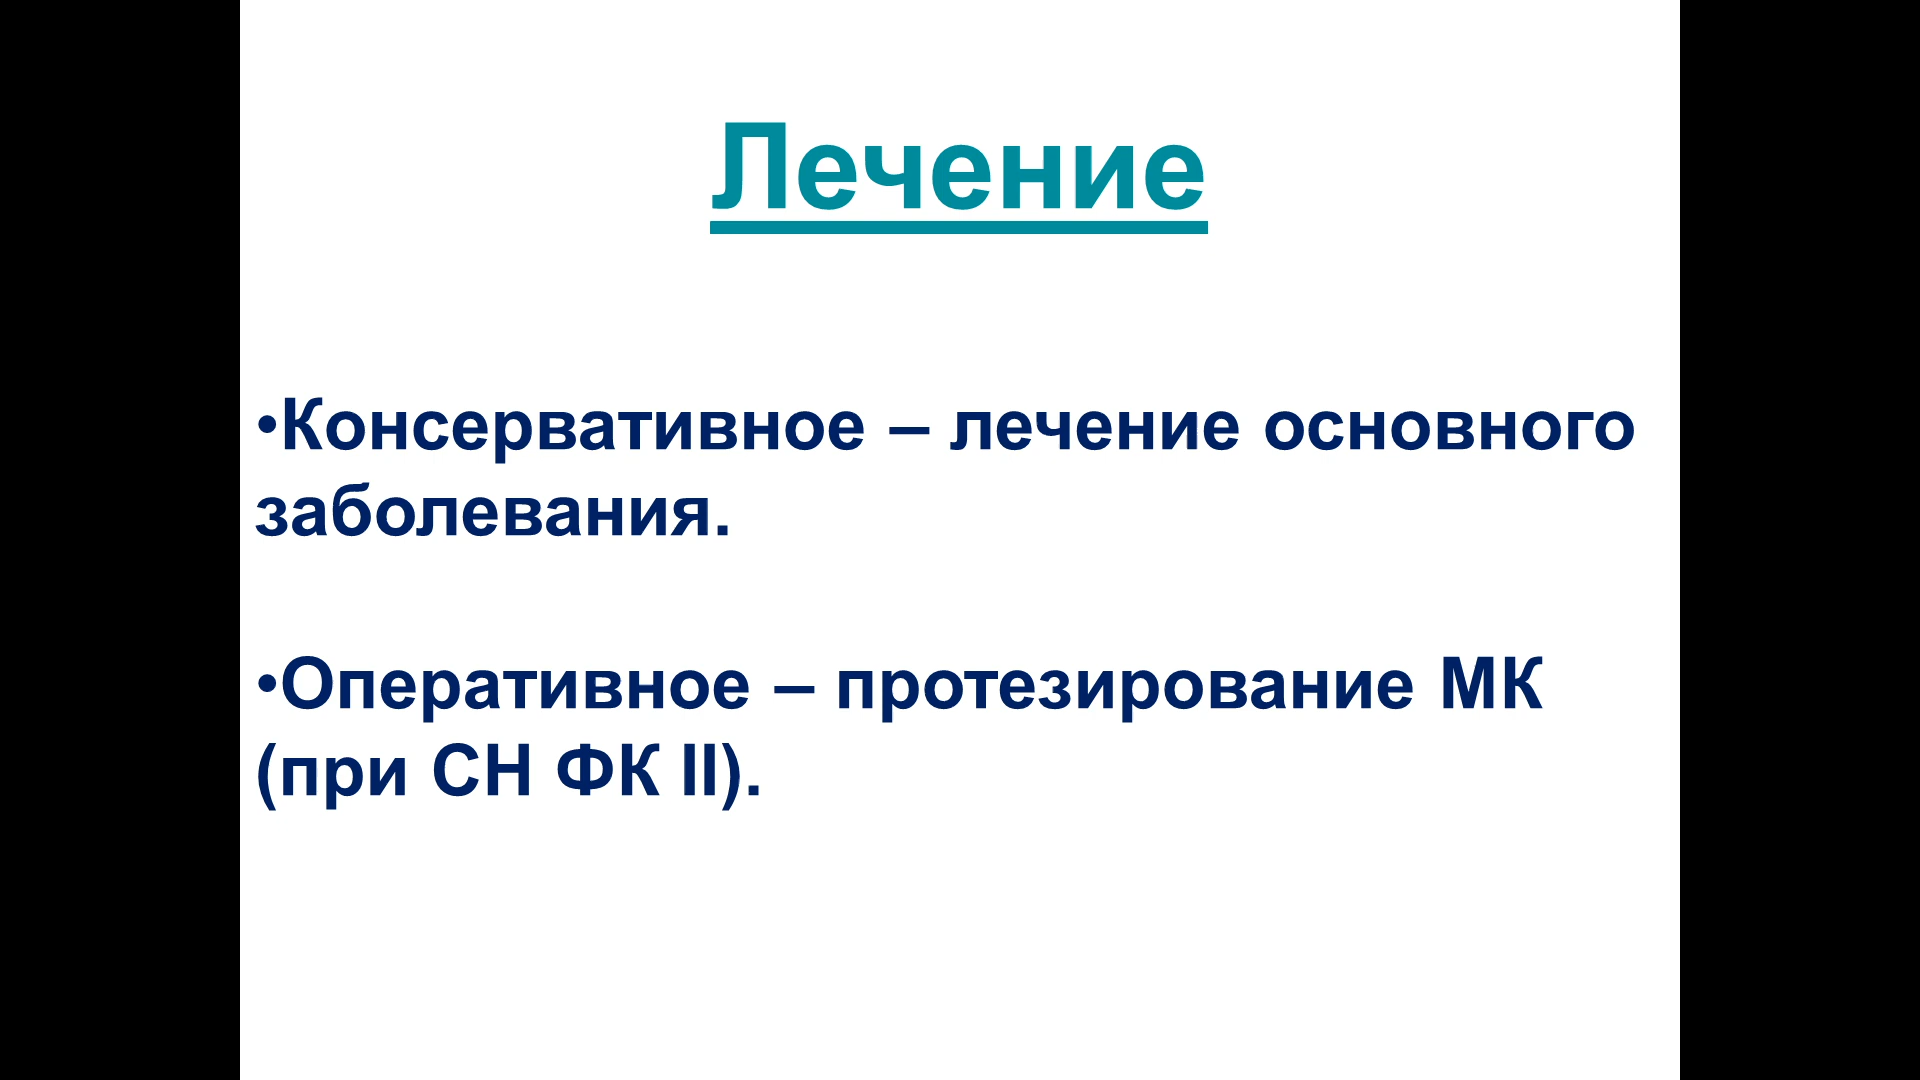 Лечение
•Консервативное – лечение основного
заболевания.
•Оперативное – протезирование МК
(при СН ФК II).